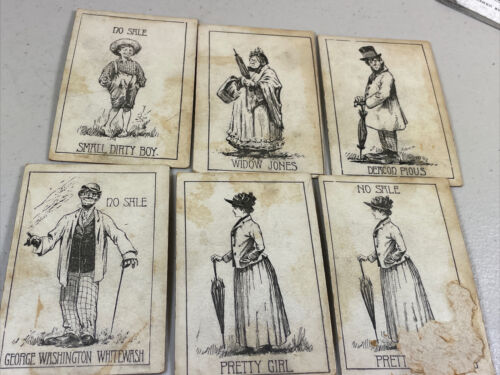 NO SALE
SMALL DIRTY BOY.
WIDOW JONES
DEACON PIOUS
NO SALE
GEORGE WASHINGTON WHITEWASH
PRETTY GIRL
NO SALE
PRETT